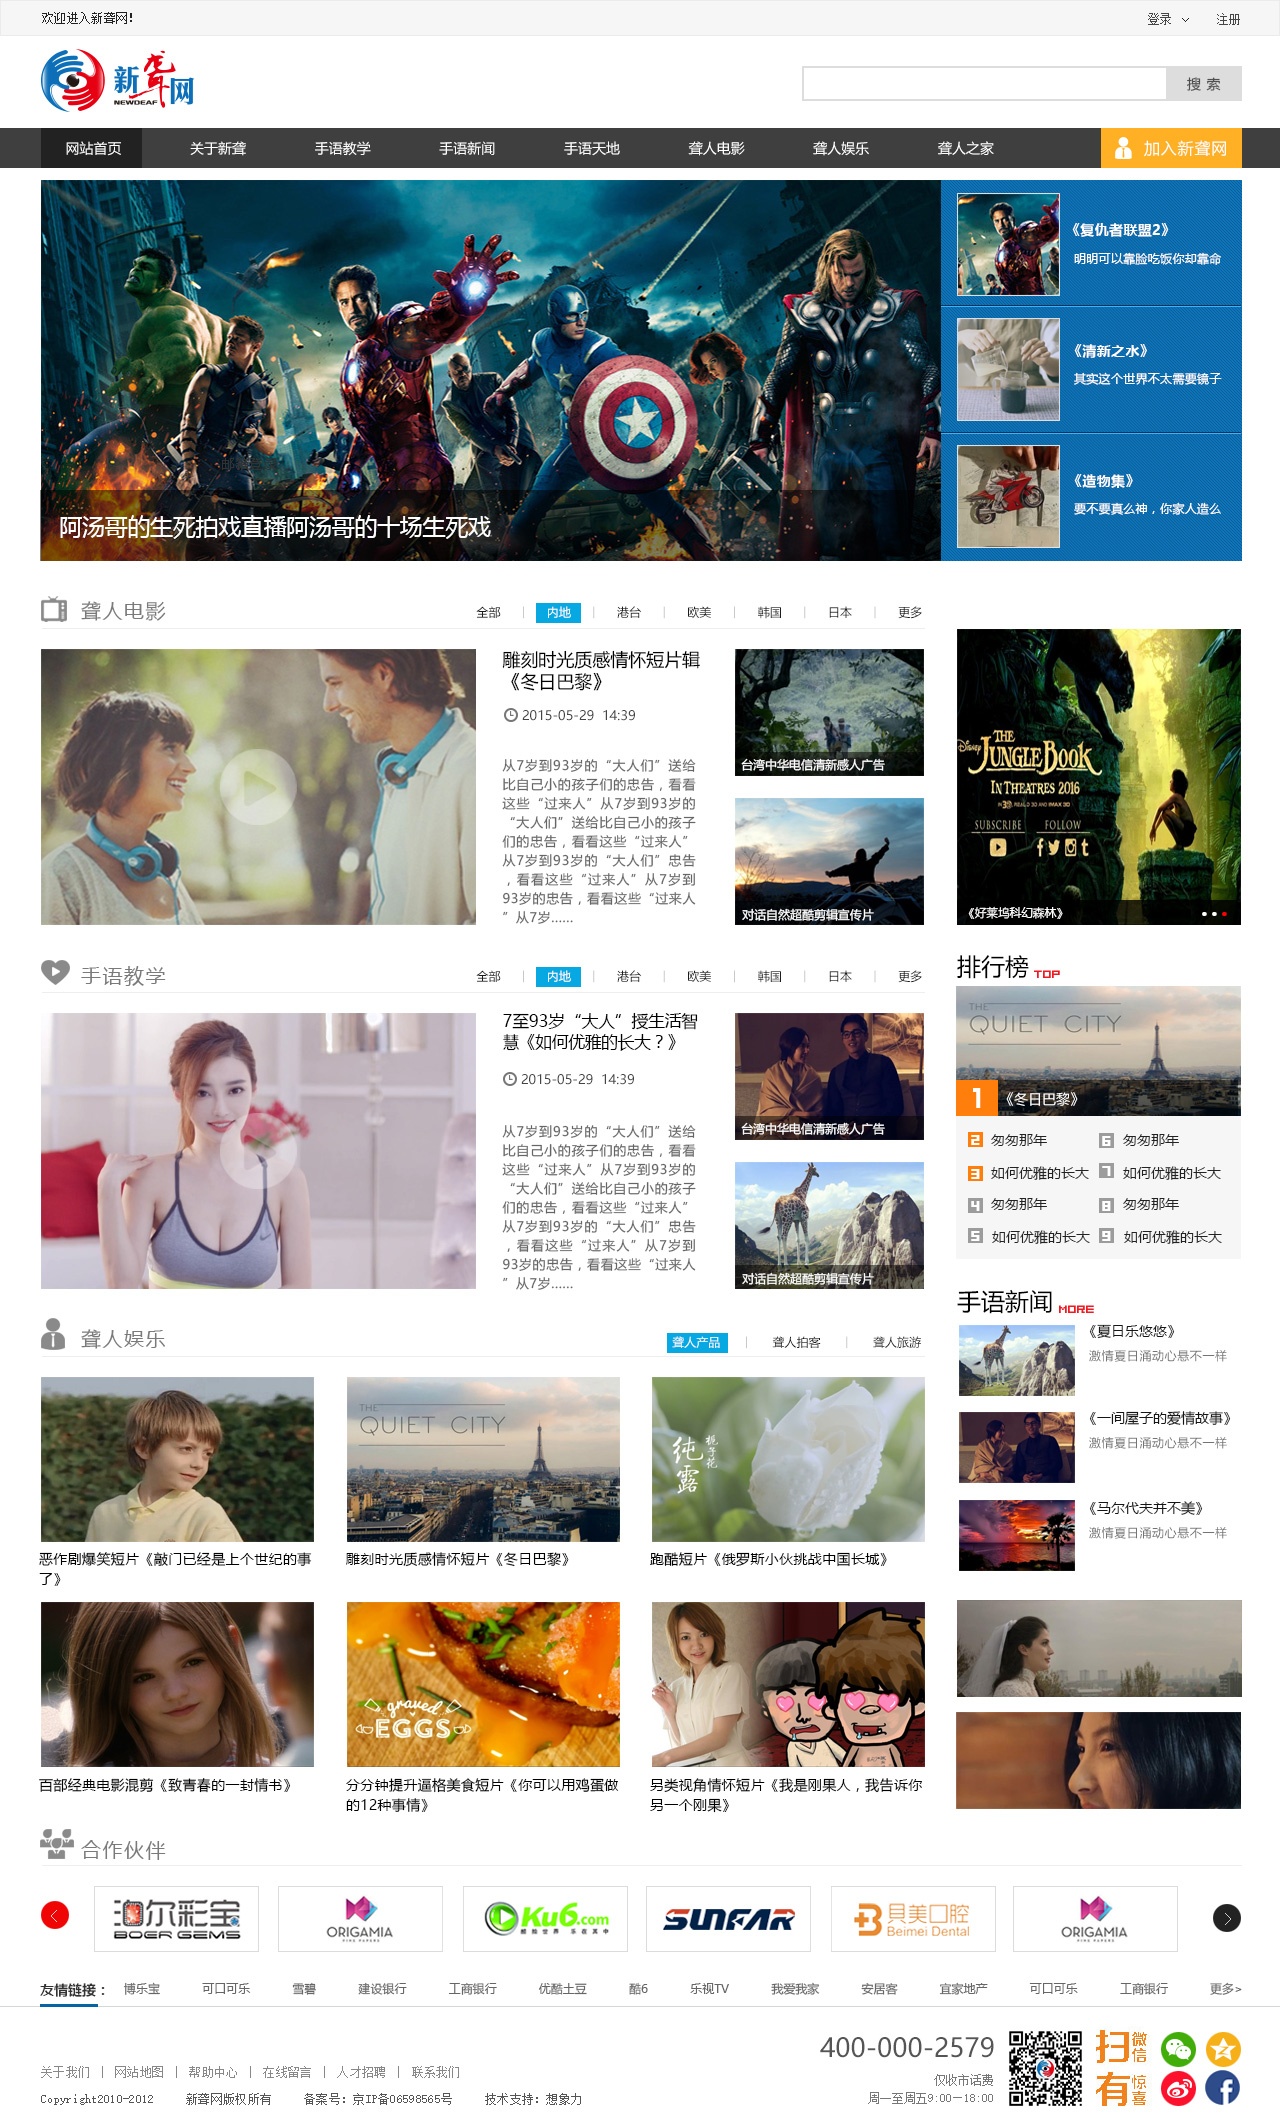 欢迎进入新聋网!
登录
注册
新聋网
NEWDEAF
搜 索
网站首页
关于新聋
手语教学
手语新闻
手语天地
聋人电影
聋人娱乐
聋人之家
加入新聋网
阿汤哥的生死拍戏直播阿汤哥的十场生死戏
《复仇者联盟2》
明明可以靠脸吃饭你却靠命
《清新之水》
其实这个世界不太需要镜子
《造物集》
要不要真么神，你家人造么
聋人电影
全部 | 内地 | 港台 | 欧美 | 韩国 | 日本 | 更多
雕刻时光质感情怀短片辑
《冬日巴黎》
2015-05-29 14:39
从7岁到93岁的“大人们”送给
比自己小的孩子们的忠告，看看
这些“过来人”从7岁到93岁的
“大人们”送给比自己小的孩子
们的忠告，看看这些“过来人”
从7岁到93岁的“大人们”忠告
，看看这些“过来人”从7岁到
93岁的忠告，看看这些“过来人
”从7岁......
台湾中华电信清新感人广告
对话自然超酷剪辑宣传片
DISNEY
THE
JUNGLE BOOK
IN THEATRES 2016
IN 3D, REAL D 3D AND IMAX 3D
SUBSCRIBE
FOLLOW
《好莱坞科幻森林》
手语教学
全部 | 内地 | 港台 | 欧美 | 韩国 | 日本 | 更多
7至93岁“大人“授生活智
慧《如何优雅的长大？》
2015-05-29 14:39
从7岁到93岁的“大人们”送给
比自己小的孩子们的忠告，看看
这些“过来人”从7岁到93岁的
“大人们”送给比自己小的孩子
们的忠告，看看这些“过来人”
从7岁到93岁的“大人们”忠告
，看看这些“过来人”从7岁到
93岁的忠告，看看这些“过来人
”从7岁......
台湾中华电信清新感人广告
对话自然超酷剪辑宣传片
排行榜 TOP
THE
QUIET CITY
1 《冬日巴黎》
2 匆匆那年
6 匆匆那年
3 如何优雅的长大
7 如何优雅的长大
4 匆匆那年
8 匆匆那年
5 如何优雅的长大
9 如何优雅的长大
手语新闻 MORE
《夏日乐悠悠》
激情夏日涌动心悬不一样
《一间屋子的爱情故事》
激情夏日涌动心悬不一样
《马尔代夫并不美》
激情夏日涌动心悬不一样
聋人娱乐
聋人产品 | 聋人拍客 | 聋人旅游
THE
QUIET CITY
栀子花
纯露
恶作剧爆笑短片《敲门已经是上个世纪的事
了》
雕刻时光质感情怀短片《冬日巴黎》
跑酷短片《俄罗斯小伙挑战中国长城》
graved
EGGS
百部经典电影混剪《致青春的一封情书》
分分钟提升逼格美食短片《你可以用鸡蛋做
的12种事情》
另类视角情怀短片《我是刚果人，我告诉你
另一个刚果》
合作伙伴
泊尔彩宝
BOER GEMS
ORIGAMIA
FINE PAPERS
Ku6.com
酷脸世界 乐在其中
SUNFAR
贝美口腔
Beimei Dental
ORIGAMIA
FINE PAPERS
友情链接：
博乐宝
可口可乐
雪碧
建设银行
工商银行
优酷土豆
酷6
乐视TV
我爱我家
安居客
宜家地产
可口可乐
工商银行
更多>
关于我们 | 网站地图 | 帮助中心 | 在线留言 | 人才招聘 | 联系我们
Copyright2010-2012 新聋网版权所有 备案号：京IP备06598565号 技术支持：想象力
400-000-2579
仅收市话费
周一至周五9:00—18:00
扫微信
有惊喜